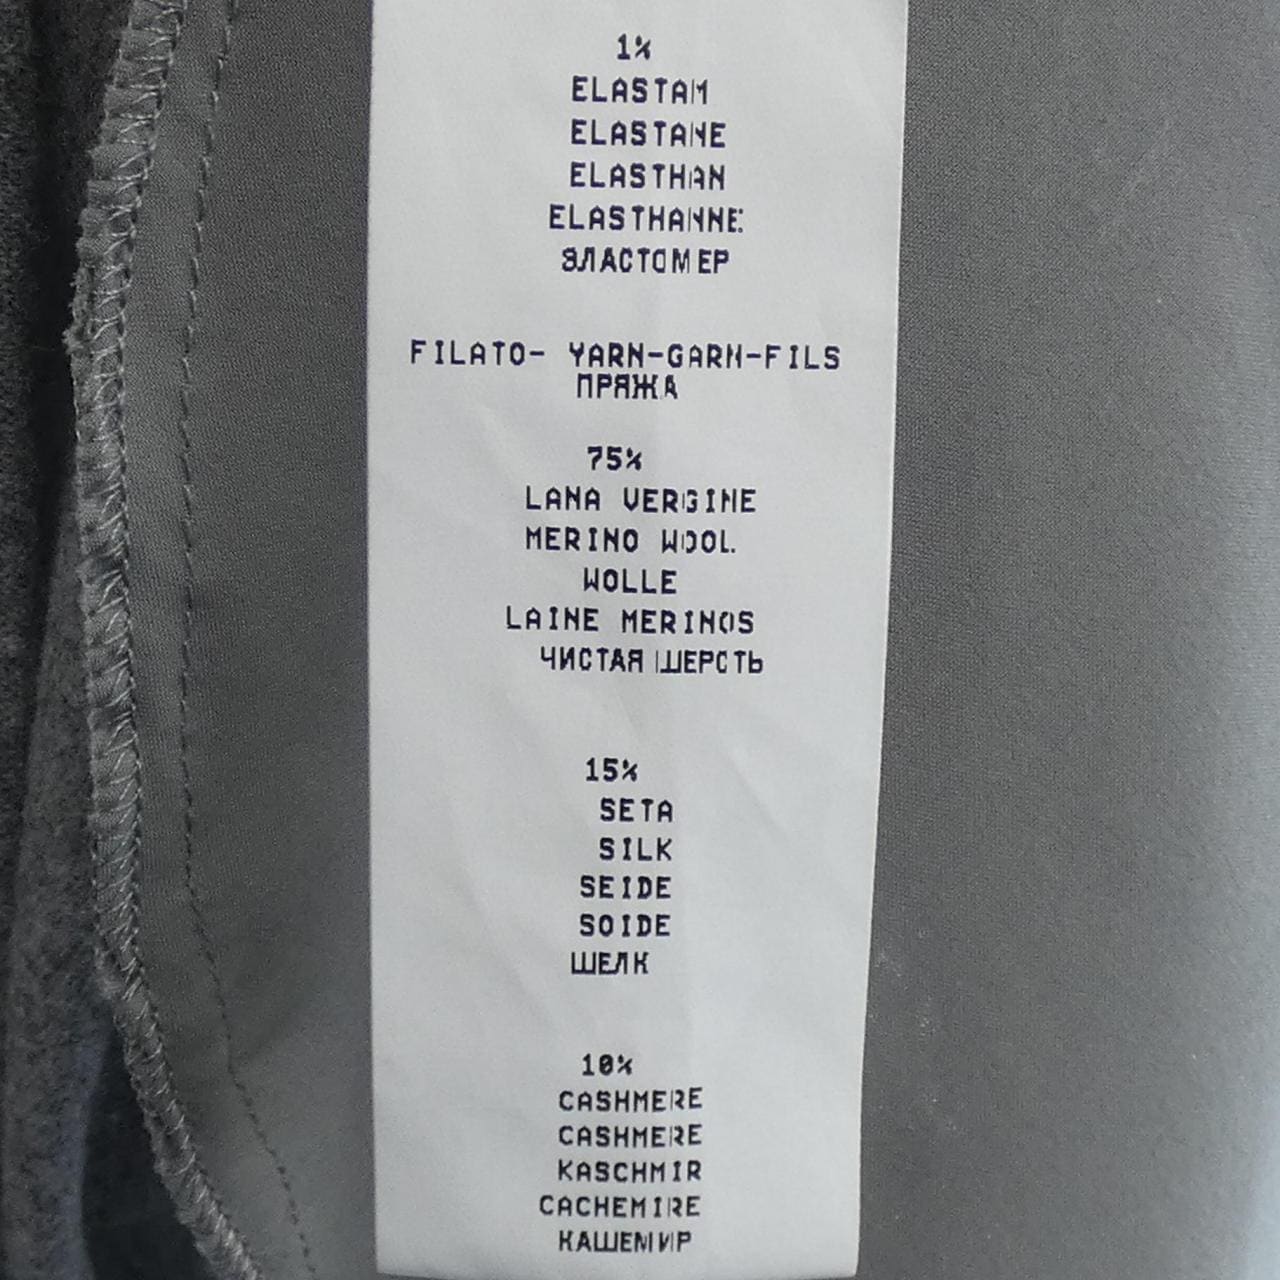 1%
ELASTAM
ELASTANE
ELASTHAN
ELASTHANNE
ЭЛАСТОМЕР
FILATO- YARN-GARN-FILS
ПРЯЖА
75%
LANA VERGINE
MERINO WOOL
WOLLE
LAINE MERINOS
ЧИСТАЯ ШЕРСТЬ
15%
SETA
SILK
SEIDE
SOIDE
ШЕЛК
10%
CASHMERE
CASHMERE
KASCHMIR
CACHEMIRE
КАШЕМИР